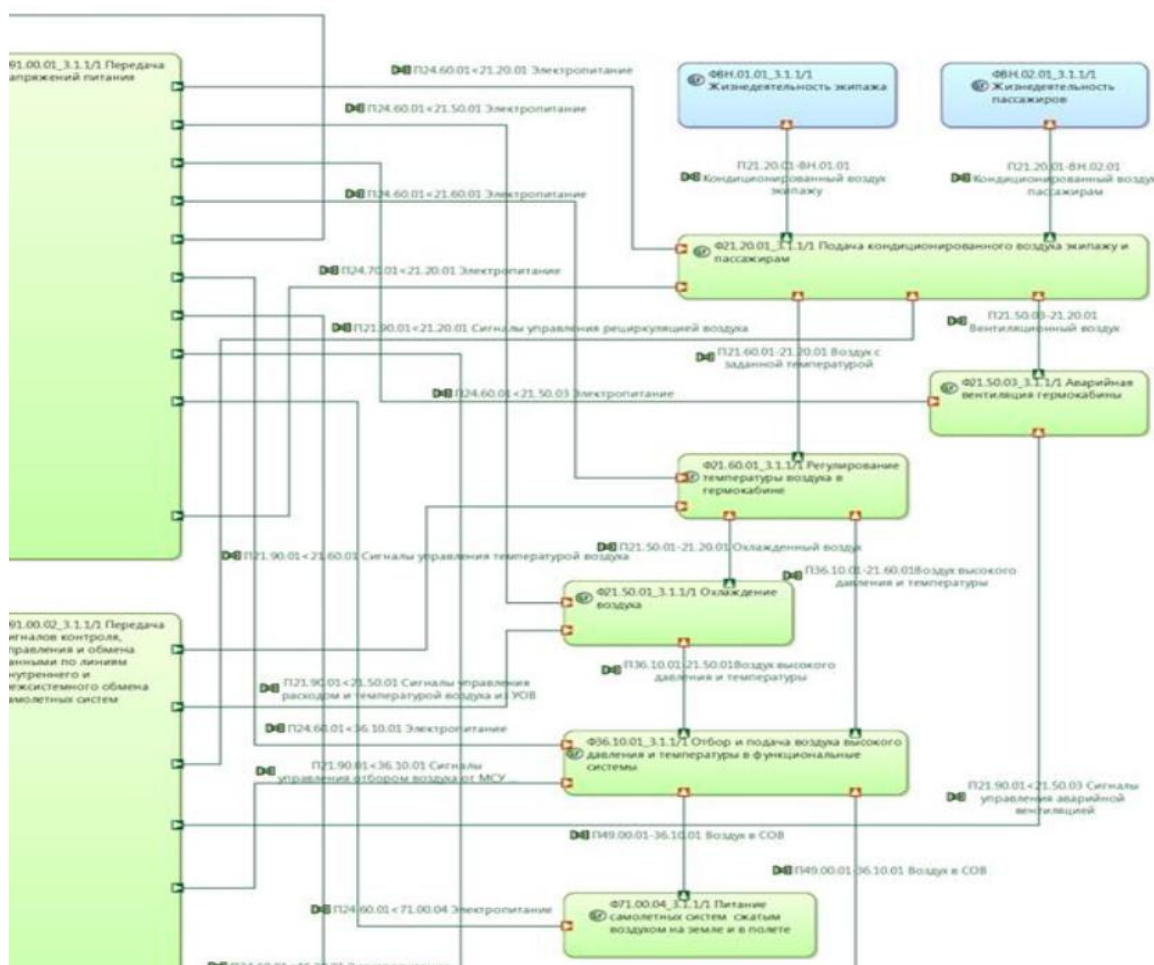 91.00.01_3.1.1/1 Передача
апряжений питания
П24.60.01<21.20.01 Электропитание
П24.60.01<21.50.01 Электропитание
П24.60.01<21.60.01 Электропитание
ФВН.01.01_3.1.1/1
Жизнедеятельность экипажа
ФВН.02.01_3.1.1/1
Жизнедеятельность
пассажиров
П21.20.01-ВН.01.01
Кондиционированный воздух
экипажу
П21.20.01-ВН.02.01
Кондиционированный воздух
пассажирам
Ф21.20.01_3.1.1/1 Подача кондиционированного воздуха экипажу и
пассажирам
П24.70.01<21.20.01 Электропитание
П21.90.01<21.20.01 Сигналы управления рециркуляцией воздуха
П21.50.03-21.20.01
Вентиляционный воздух
П21.60.01-21.20.01 Воздух с
заданной температурой
П24.60.01<21.50.03 Электропитание
Ф21.50.03_3.1.1/1 Аварийная
вентиляция гермокабины
Ф21.60.01_3.1.1/1 Регулирование
температуры воздуха в
гермокабине
П21.90.01<21.60.01 Сигналы управления температурой воздуха
П21.50.01-21.20.01 Охлажденный воздух
П36.10.01-21.60.01Воздух высокого
давления и температуры
Ф21.50.01_3.1.1/1 Охлаждение
воздуха
91.00.02_3.1.1/1 Передача
игналов контроля,
правления и обмена
анными по линиям
нутреннего и
ежсистемного обмена
амолетных систем
П36.10.01-21.50.01Воздух высокого
давления и температуры
П21.90.01<21.50.01 Сигналы управления
расходом и температурой воздуха из УОВ
П24.60.01<36.10.01 Электропитание
Ф36.10.01_3.1.1/1 Отбор и подача воздуха высокого
давления и температуры в функциональные
системы
П21.90.01<36.10.01 Сигналы
управления отбором воздуха от МСУ
П21.90.01<21.50.03 Сигналы
управления аварийной
вентиляцией
П49.00.01-36.10.01 Воздух в СОВ
П49.00.01-36.10.01 Воздух в СОВ
П24.60.01<71.00.04 Электропитание
Ф71.00.04_3.1.1/1 Питание
самолетных систем сжатым
воздухом на земле и в полете